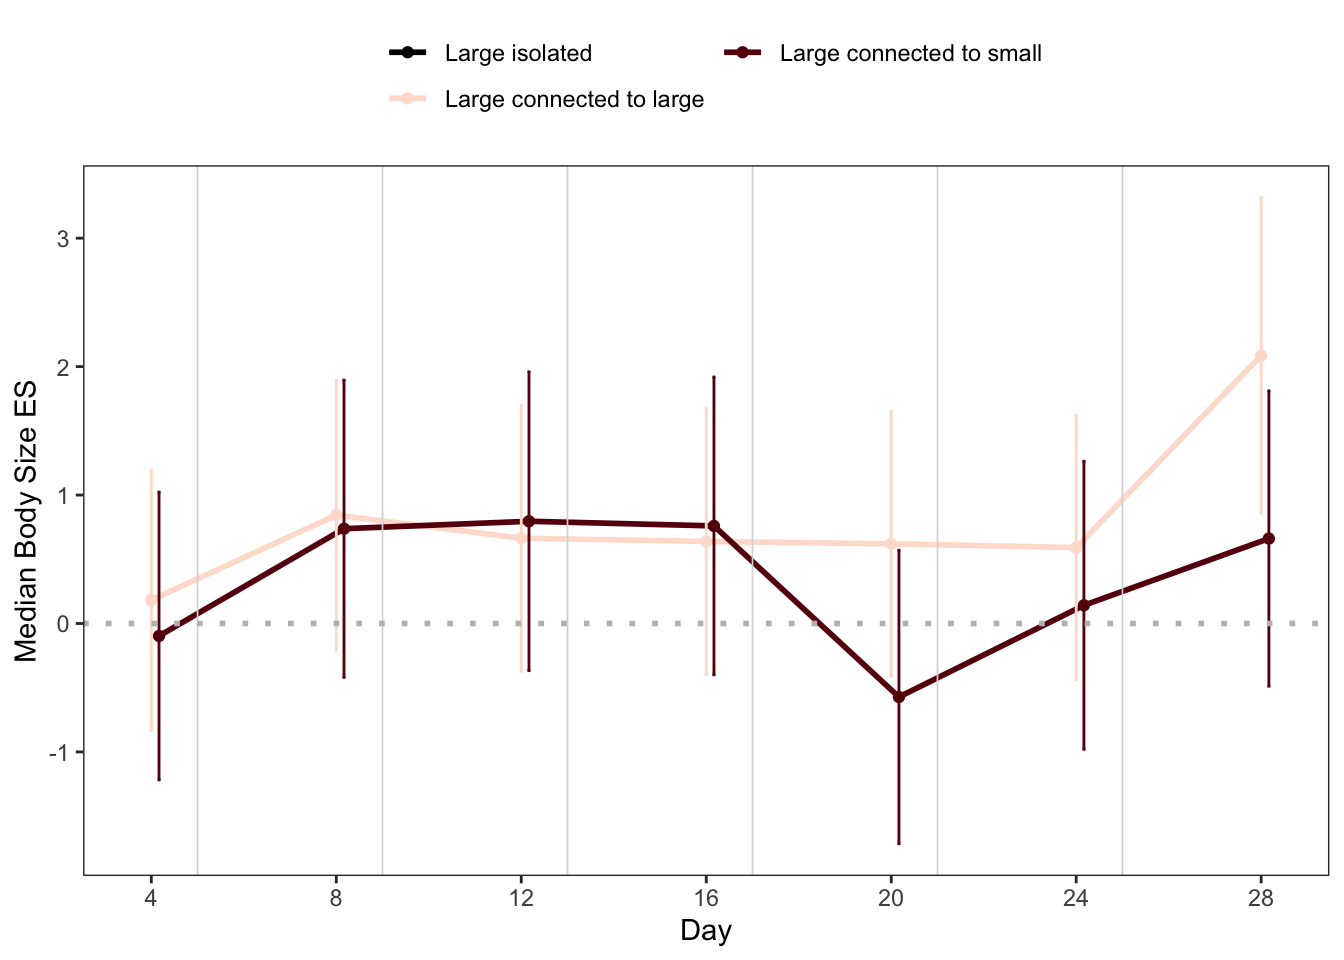 Large isolated
Large connected to small
Large connected to large
Median Body Size ES
3
2
1
0
-1
4 8 12 16 20 24 28
Day